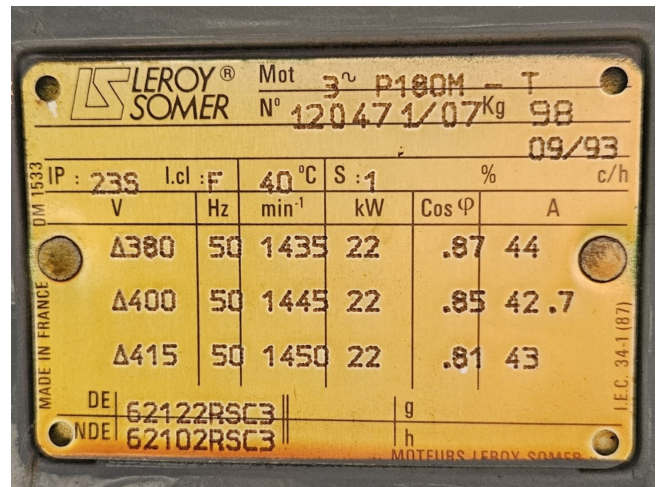 LEROY® SOMER
Mot 3~ P180M - T
N° 120471/07 Kg 98
09/93
IP : 23S I.cl : F 40 °C S : 1 % c/h
V Hz min-1 kW Cos φ A
Δ380 50 1435 22 .87 44
Δ400 50 1445 22 .85 42.7
Δ415 50 1450 22 .81 43
DE 62122RSC3 g
NDE 62102RSC3 h
MOTEURS LEROY SOMER
DM 1533
MADE IN FRANCE
I.E.C. 34-1 (87)